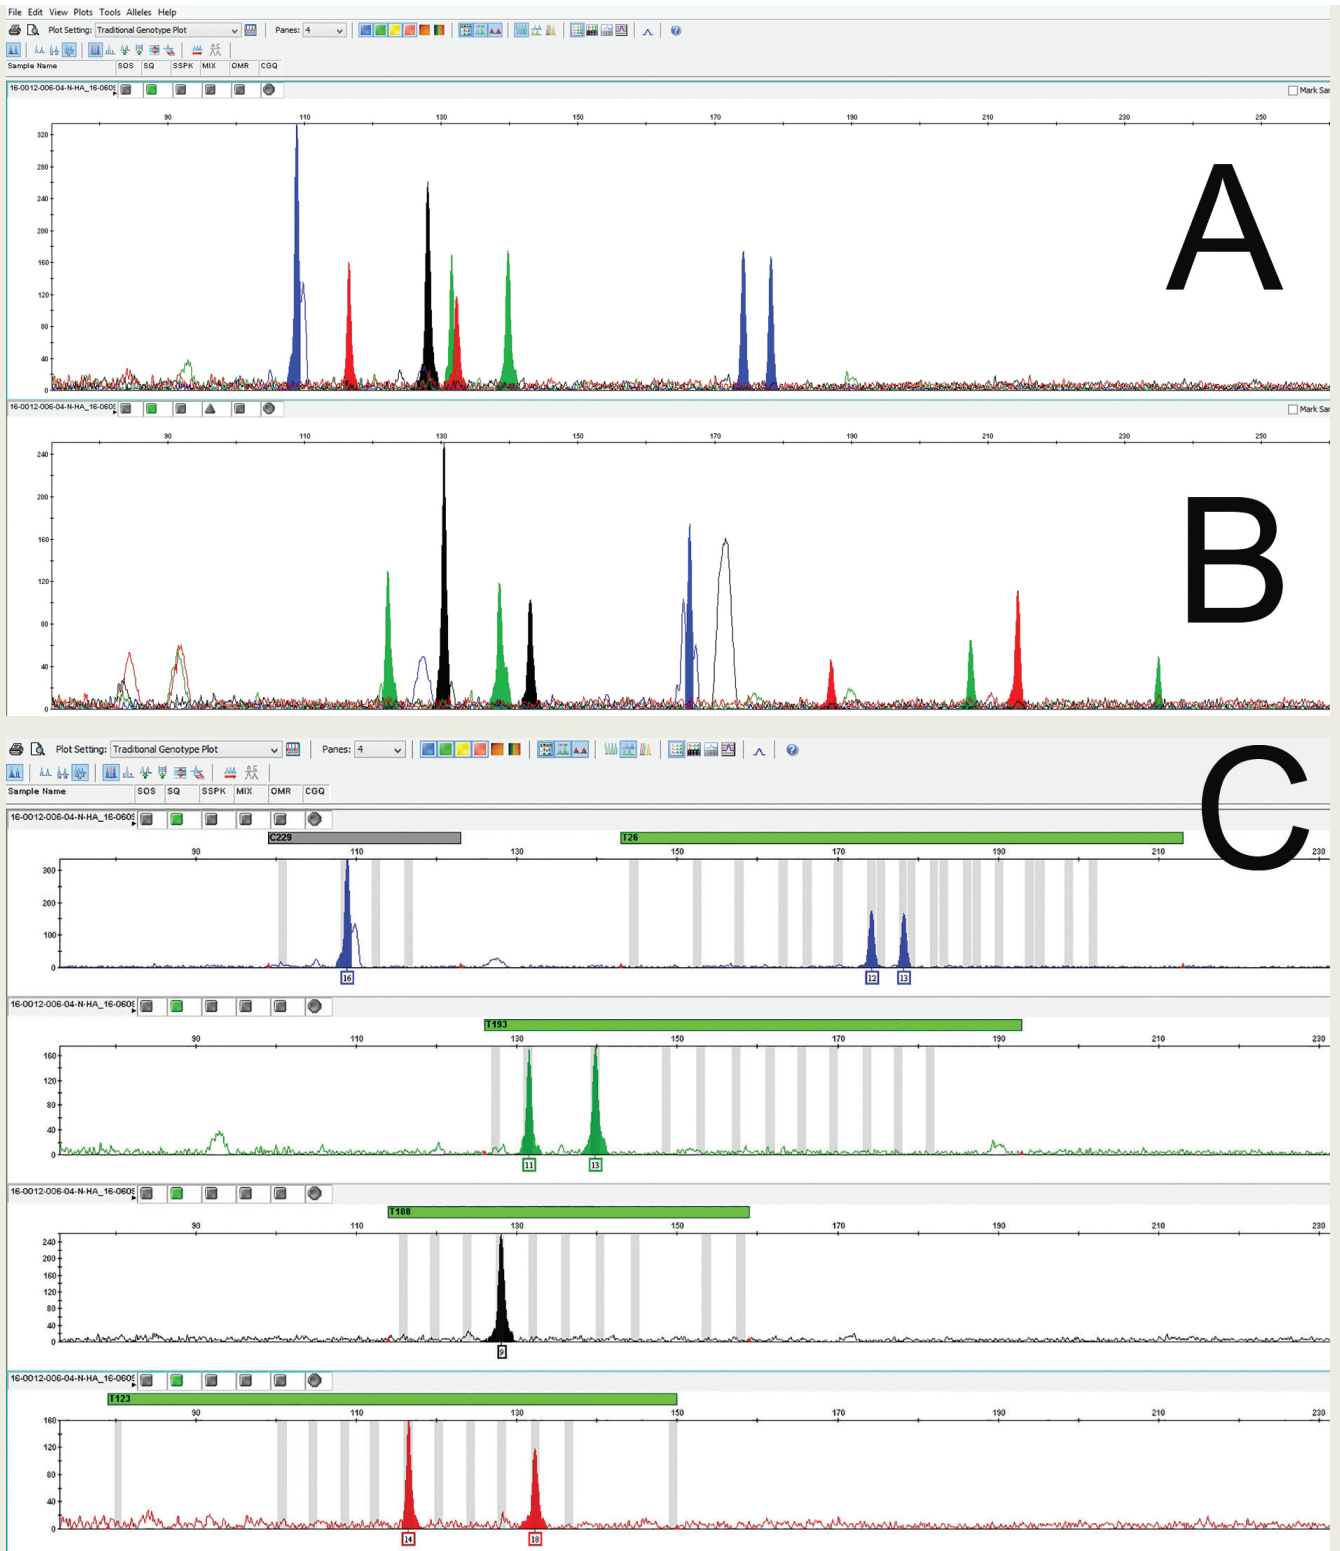 File Edit View Plots Tools Alleles Help
Plot Setting: Traditional Genotype Plot Panes: 4
Sample Name SOS SQ SSPK MIX OMR CGQ
16-0012-006-04-N-HA_16-060S Mark Sar
90 110 130 150 170 190 210 230 250
320
280
240
200
160
120
80
40
0
A
16-0012-006-04-N-HA_16-060S Mark Sar
90 110 130 150 170 190 210 230 250
240
200
160
120
80
40
0
B
Plot Setting: Traditional Genotype Plot Panes: 4
Sample Name SOS SQ SSPK MIX OMR CGQ
C
16-0012-006-04-N-HA_16-060S
C229 T26
90 110 130 150 170 190 210 230
300
200
100
0
16 12 13
16-0012-006-04-N-HA_16-060S
T193
90 110 130 150 170 190 210 230
160
120
80
40
0
11 13
16-0012-006-04-N-HA_16-060S
T108
90 110 130 150 170 190 210 230
240
200
160
120
80
40
0
9
16-0012-006-04-N-HA_16-060S
T123
90 110 130 150 170 190 210 230
160
120
80
40
0
14 18